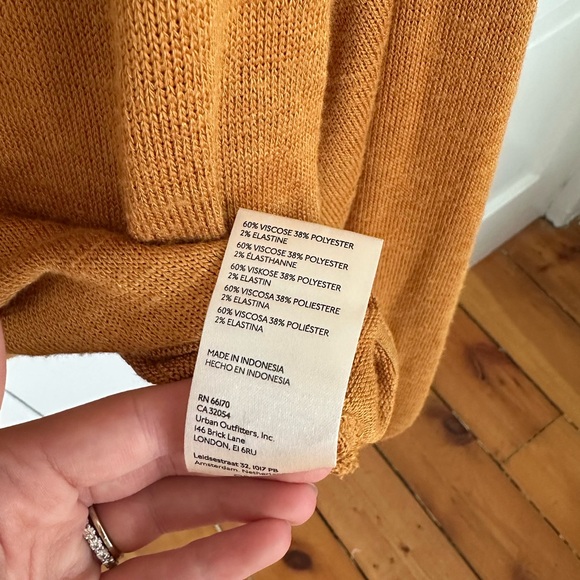 60% VISCOSE 38% POLYESTER
2% ELASTINE
60% VISCOSE 38% POLYESTER
2% ÉLASTHANNE
60% VISKOSE 38% POLYESTER
2% ELASTIN
60% VISCOSA 38% POLIESTERE
2% ELASTINA
60% VISCOSA 38% POLIÉSTER
2% ELASTINA
MADE IN INDONESIA
HECHO EN INDONESIA
RN 66170
CA 32054
Urban Outfitters, Inc.
146 Brick Lane
LONDON, E1 6RU
Leidsestraat 32, 1017 PB
Amsterdam,